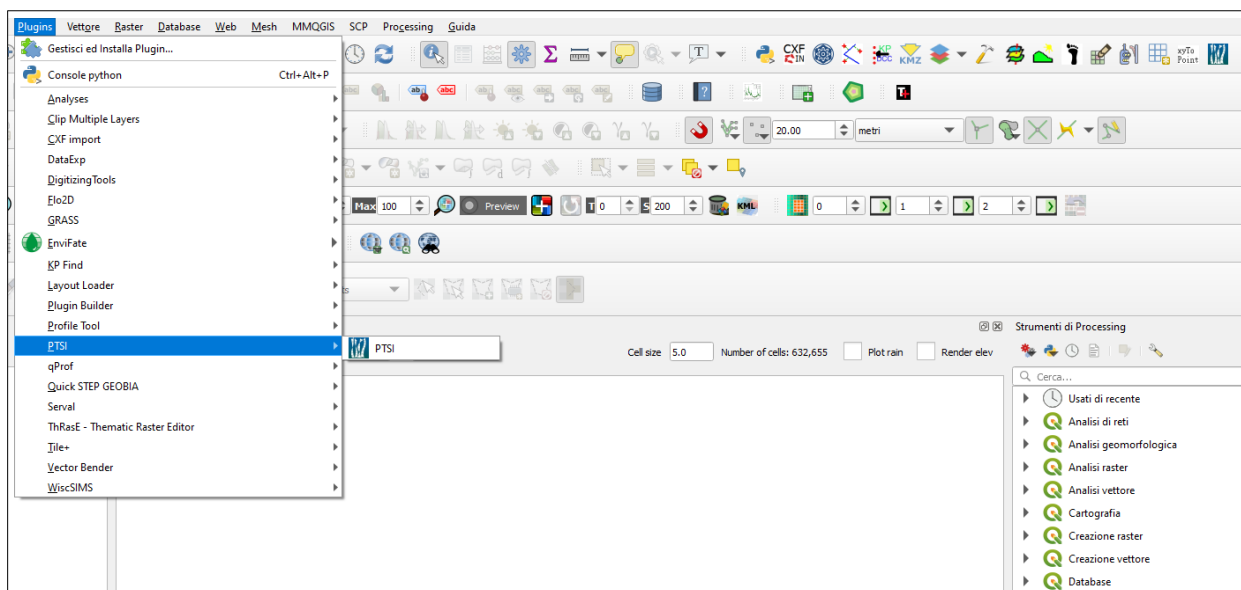 Plugins Vettore Raster Database Web Mesh MMQGIS SCP Processing Guida
Gestisci ed Installa Plugin...
Console python Ctrl+Alt+P
Analyses
Clip Multiple Layers
CXF import
DataExp
DigitizingTools
Flo2D
GRASS
EnviFate
KP Find
Layout Loader
Plugin Builder
Profile Tool
PTSI
qProf
Quick STEP GEOBIA
Serval
ThRasE - Thematic Raster Editor
Tile+
Vector Bender
WiscSIMS
PTSI
CXF IN
KMZ
xyTo Point
abc
abc
20.00 metri
Max 100 Preview T 0 S 200 KML 0 1 2
Cell size 5.0 Number of cells: 632,655 Plot rain Render elev
Strumenti di Processing
Cerca...
Usati di recente
Analisi di reti
Analisi geomorfologica
Analisi raster
Analisi vettore
Cartografia
Creazione raster
Creazione vettore
Database